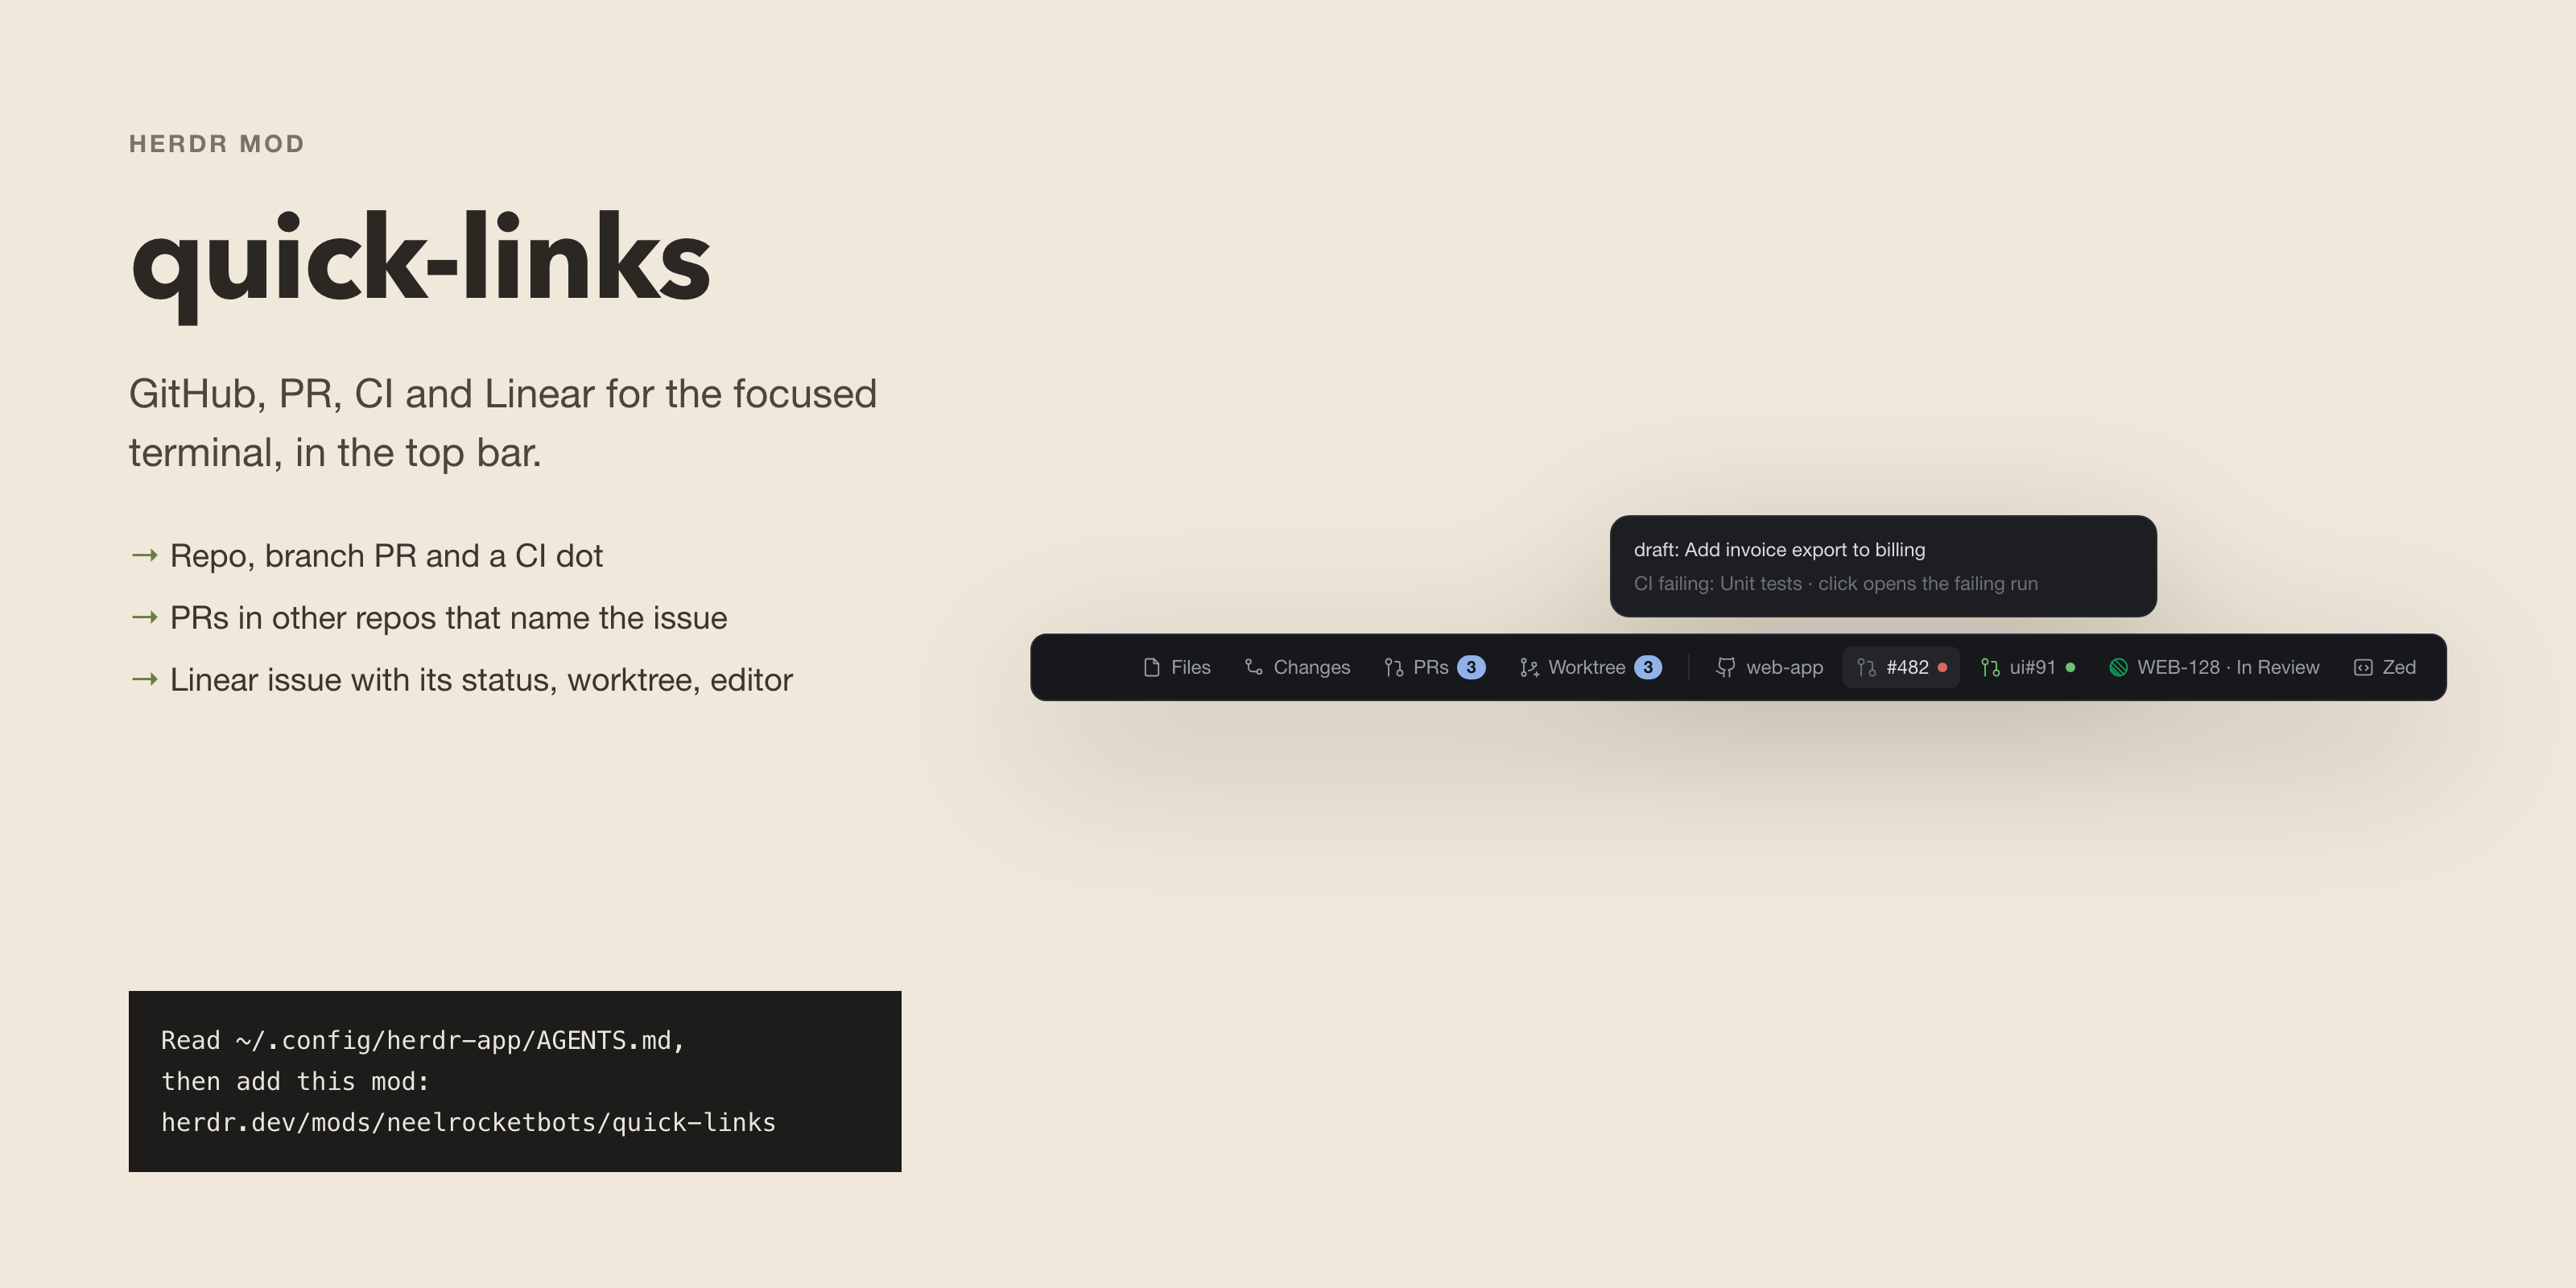 HERDR MOD
quick-links
GitHub, PR, CI and Linear for the focused
terminal, in the top bar.
→ Repo, branch PR and a CI dot
→ PRs in other repos that name the issue
→ Linear issue with its status, worktree, editor
draft: Add invoice export to billing
CI failing: Unit tests · click opens the failing run
Files Changes PRs 3 Worktree 3 web-app #482 ui#91 WEB-128 · In Review Zed
Read ~/.config/herdr-app/AGENTS.md,
then add this mod:
herdr.dev/mods/neelrocketbots/quick-links